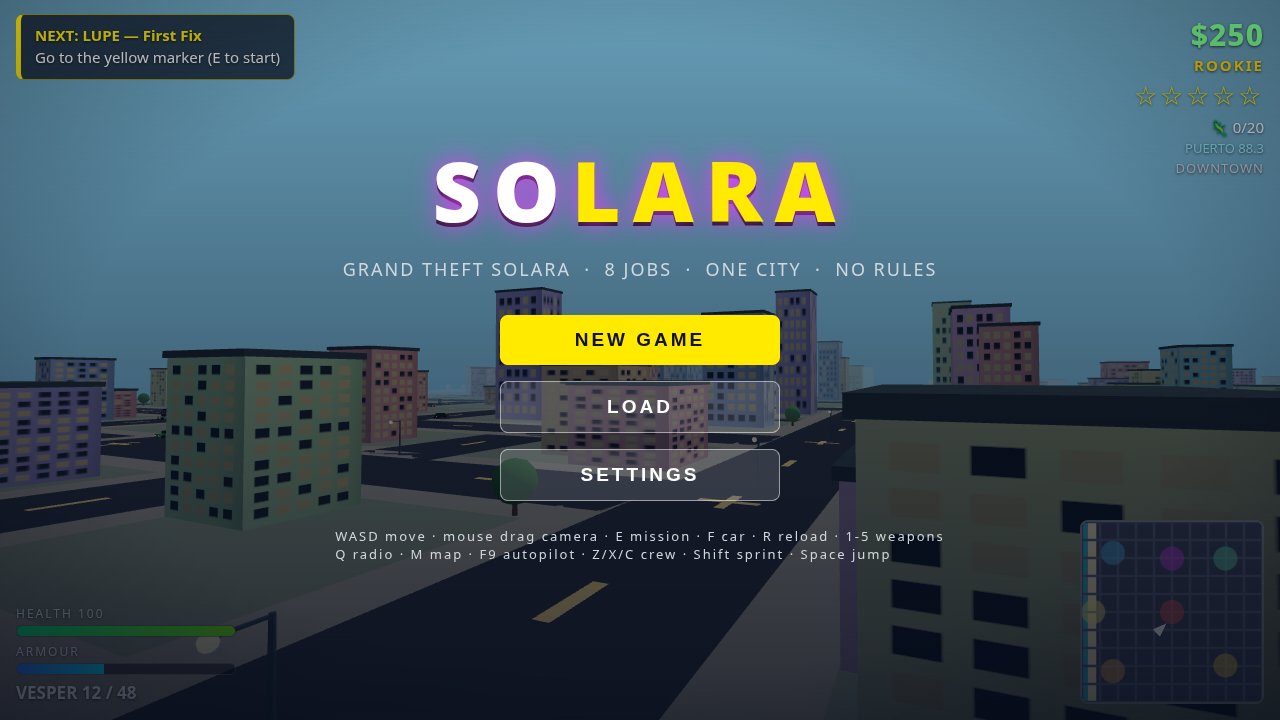 NEXT: LUPE — First Fix
Go to the yellow marker (E to start)
$250
ROOKIE
☆☆☆☆☆
0/20
PUERTO 88.3
DOWNTOWN
SOLARA
GRAND THEFT SOLARA · 8 JOBS · ONE CITY · NO RULES
NEW GAME
LOAD
SETTINGS
WASD move · mouse drag camera · E mission · F car · R reload · 1-5 weapons
Q radio · M map · F9 autopilot · Z/X/C crew · Shift sprint · Space jump
HEALTH 100
ARMOUR
VESPER 12 / 48